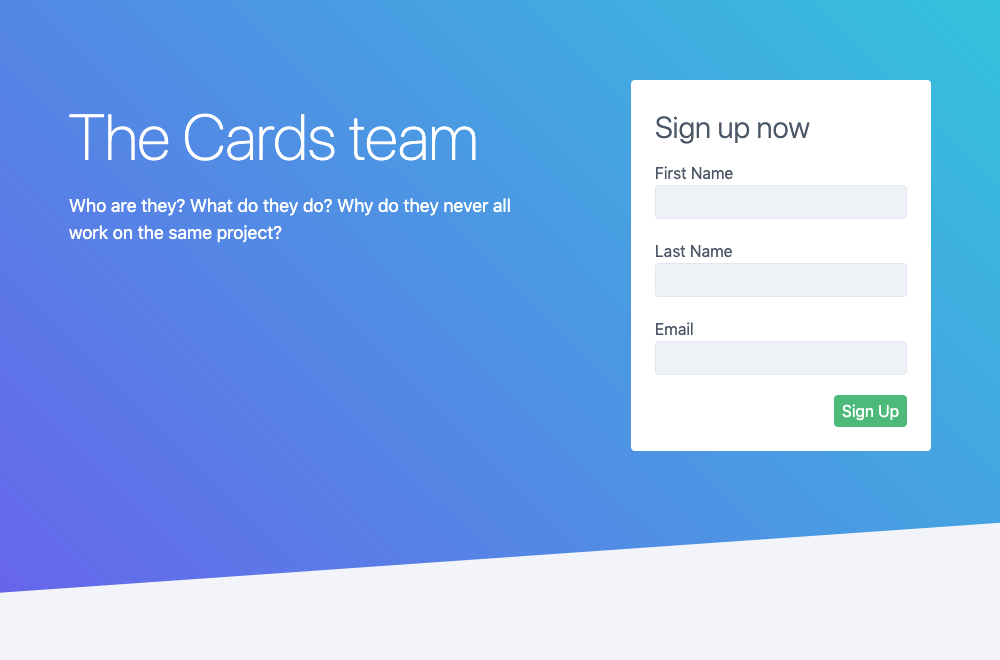 The Cards team
Who are they? What do they do? Why do they never all
work on the same project?
Sign up now
First Name
Last Name
Email
Sign Up